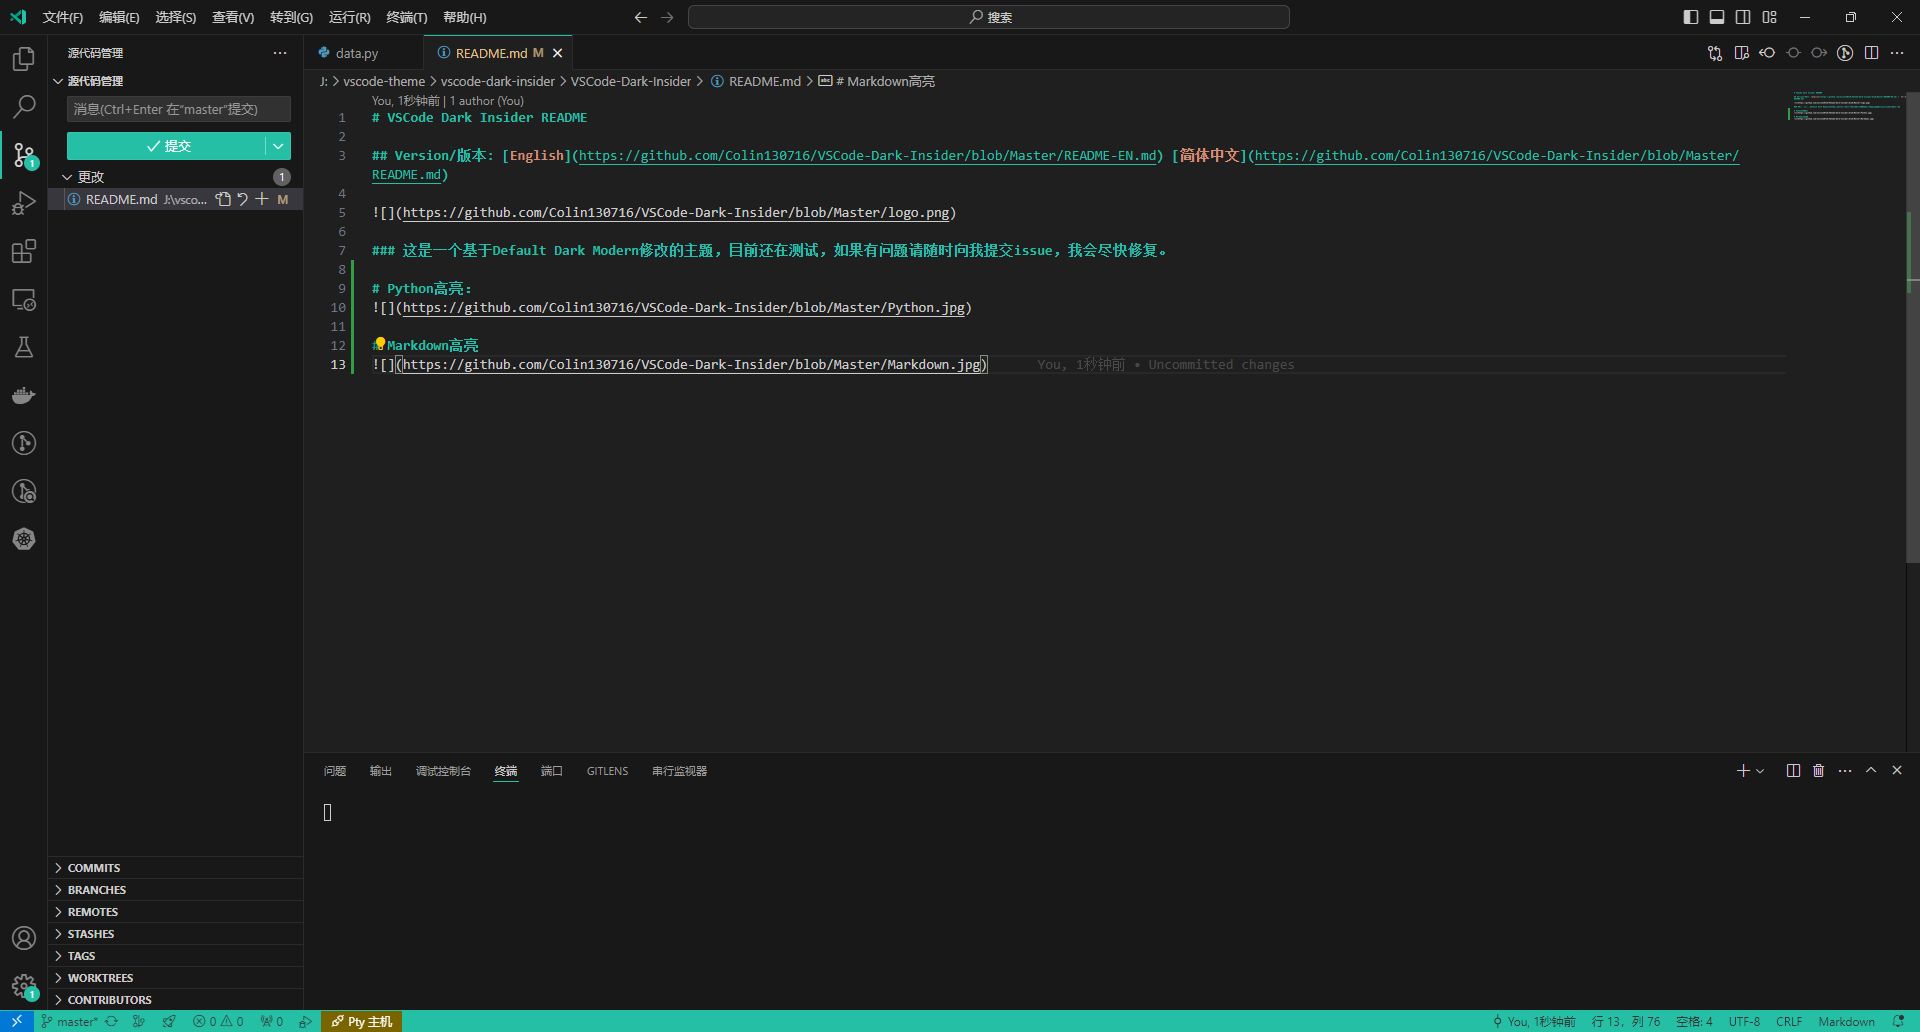 文件(F) 编辑(E) 选择(S) 查看(V) 转到(G) 运行(R) 终端(T) 帮助(H) 搜索
源代码管理
源代码管理
消息(Ctrl+Enter 在"master"提交)
提交
更改 1
README.md J:\vsco... M
1
data.py
README.md M
J: > vscode-theme > vscode-dark-insider > VSCode-Dark-Insider > README.md > # Markdown高亮
You, 1秒钟前 | 1 author (You)
1 # VSCode Dark Insider README
2
3 ## Version/版本: [English](https://github.com/Colin130716/VSCode-Dark-Insider/blob/Master/README-EN.md) [简体中文](https://github.com/Colin130716/VSCode-Dark-Insider/blob/Master/
README.md)
4
5 ![](https://github.com/Colin130716/VSCode-Dark-Insider/blob/Master/logo.png)
6
7 ### 这是一个基于Default Dark Modern修改的主题，目前还在测试，如果有问题请随时向我提交issue，我会尽快修复。
8
9 # Python高亮：
10 ![](https://github.com/Colin130716/VSCode-Dark-Insider/blob/Master/Python.jpg)
11
12 # Markdown高亮
13 ![](https://github.com/Colin130716/VSCode-Dark-Insider/blob/Master/Markdown.jpg) You, 1秒钟前 • Uncommitted changes
问题 输出 调试控制台 终端 端口 GITLENS 串行监视器
COMMITS
BRANCHES
REMOTES
STASHES
TAGS
WORKTREES
CONTRIBUTORS
1
master* 0 0 0 Pty 主机 You, 1秒钟前 行 13，列 76 空格: 4 UTF-8 CRLF Markdown